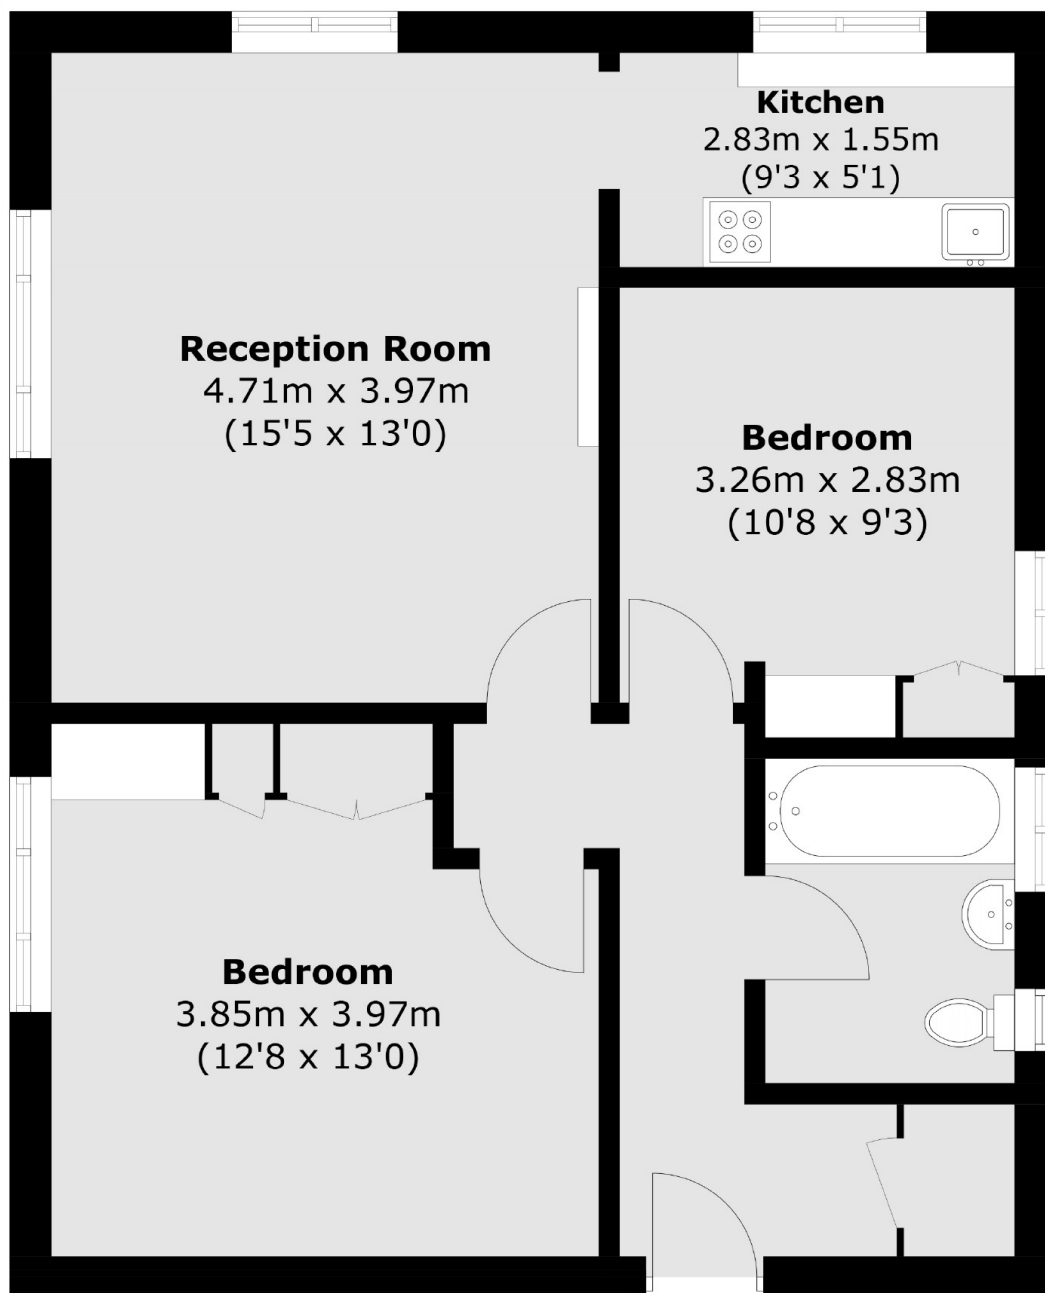 Kitchen
2.83m x 1.55m
(9'3 x 5'1)
Reception Room
4.71m x 3.97m
(15'5 x 13'0)
Bedroom
3.26m x 2.83m
(10'8 x 9'3)
Bedroom
3.85m x 3.97m
(12'8 x 13'0)